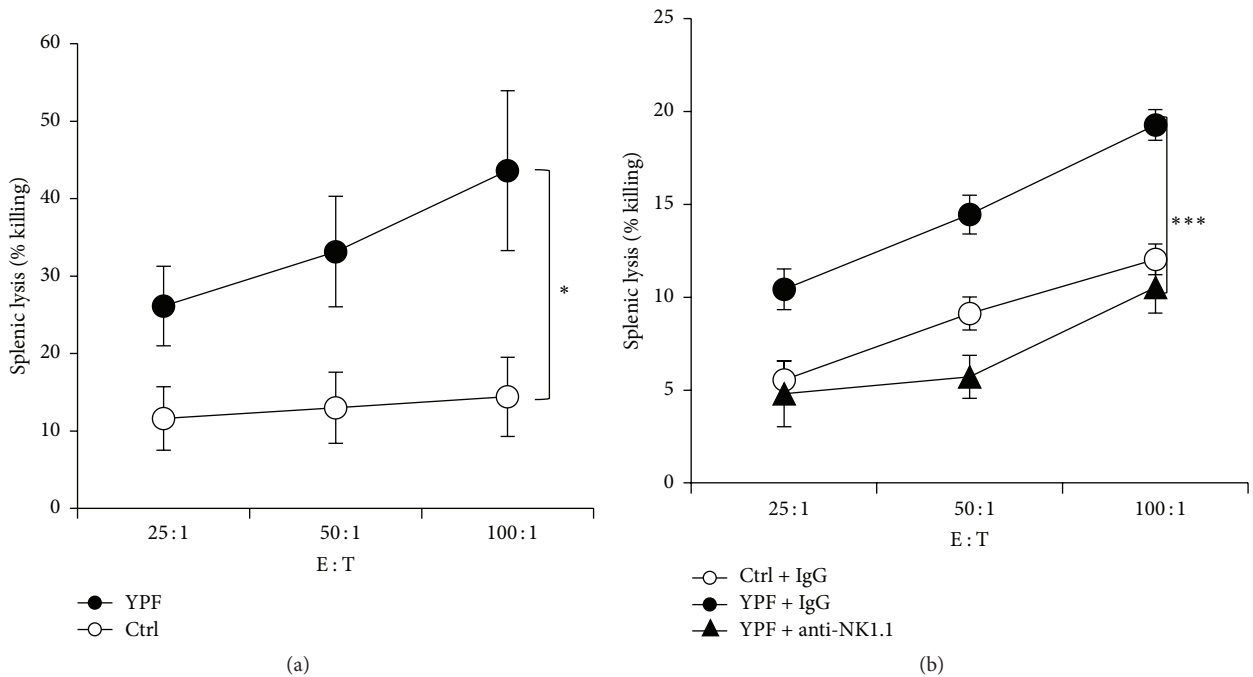 60
50
40
30
20
10
0
Splenic lysis (% killing)
25 : 1
50 : 1
100 : 1
E : T
*
YPF
Ctrl
(a)
25
20
15
10
5
0
Splenic lysis (% killing)
25 : 1
50 : 1
100 : 1
E : T
***
Ctrl + IgG
YPF + IgG
YPF + anti-NK1.1
(b)